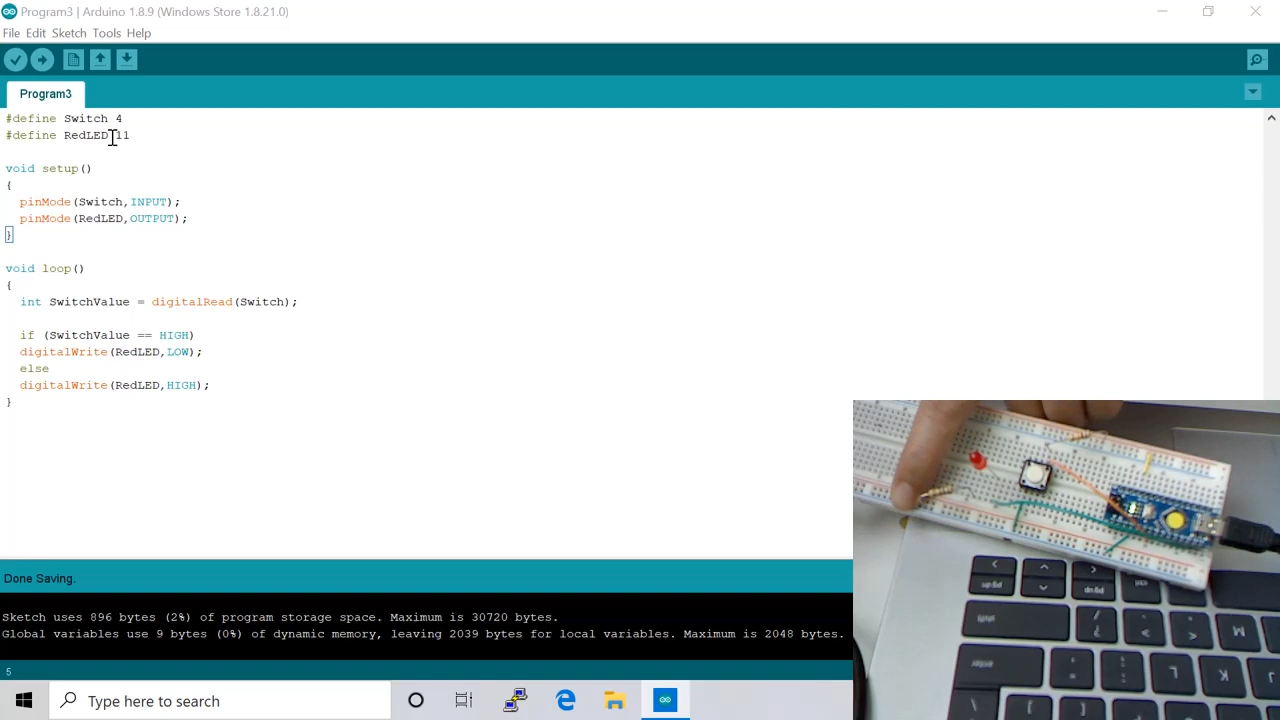 Program3 | Arduino 1.8.9 (Windows Store 1.8.21.0)
File Edit Sketch Tools Help
Program3
#define Switch 4
#define RedLED 11
void setup()
{
pinMode(Switch,INPUT);
pinMode(RedLED,OUTPUT);
}
void loop()
{
int SwitchValue = digitalRead(Switch);
if (SwitchValue == HIGH)
digitalWrite(RedLED,LOW);
else
digitalWrite(RedLED,HIGH);
}
Done Saving.
Sketch uses 896 bytes (2%) of program storage space. Maximum is 30720 bytes.
Global variables use 9 bytes (0%) of dynamic memory, leaving 2039 bytes for local variables. Maximum is 2048 bytes.
5
Type here to search